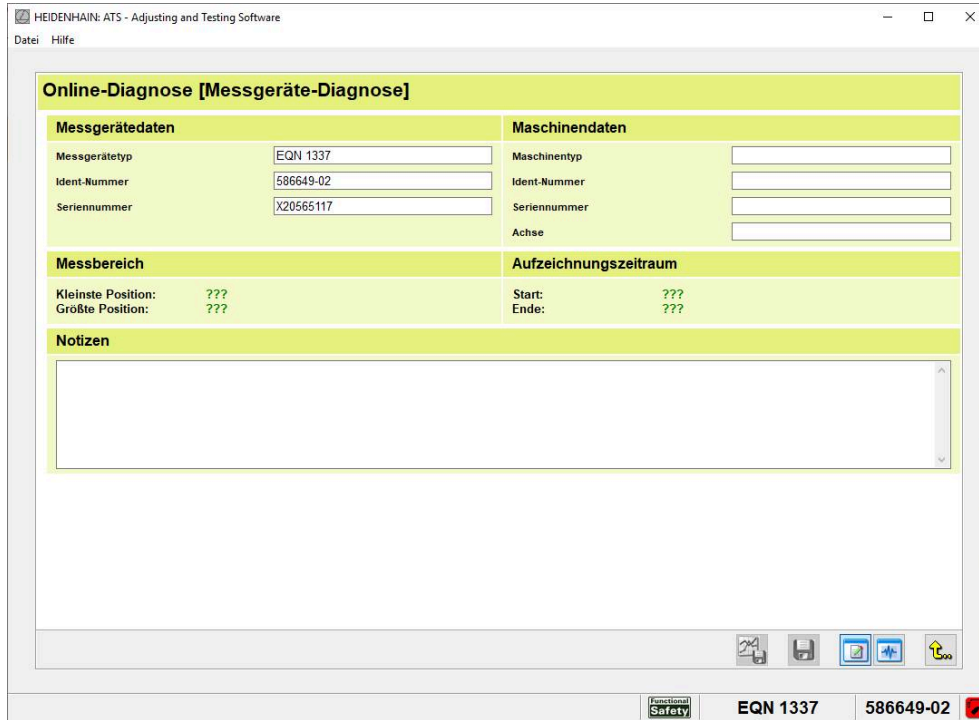 HEIDENHAIN: ATS - Adjusting and Testing Software
Datei Hilfe
Online-Diagnose [Messgeräte-Diagnose]
Messgerätedaten
Messgerätetyp EQN 1337
Ident-Nummer 586649-02
Seriennummer X20565117
Maschinendaten
Maschinentyp
Ident-Nummer
Seriennummer
Achse
Messbereich
Kleinste Position: ???
Größte Position: ???
Aufzeichnungszeitraum
Start: ???
Ende: ???
Notizen
Functional
Safety
EQN 1337
586649-02